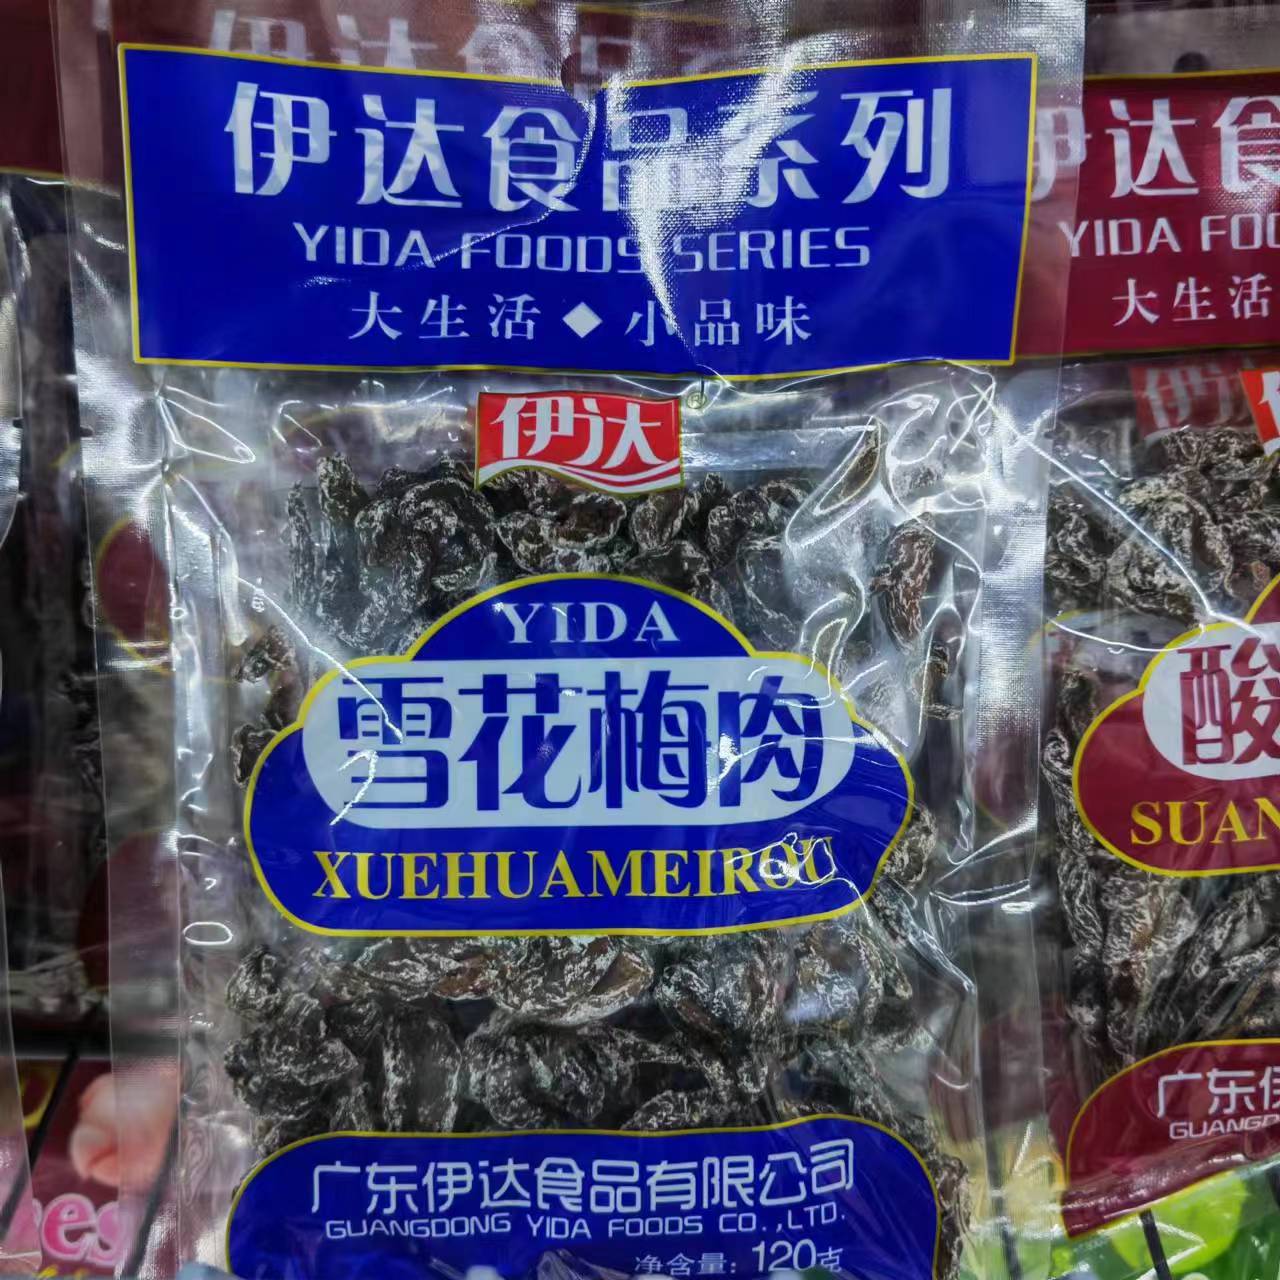 伊达食品系列
YIDA FOODS SERIES
大生活◆小品味
伊达
®
YIDA
雪花梅肉
XUEHUAMEIROU
广东伊达食品有限公司
GUANGDONG YIDA FOODS CO.,LTD.
净含量：120克
伊达食
YIDA FOO
大生活
酸
SUAN
广东伊
GUANGD